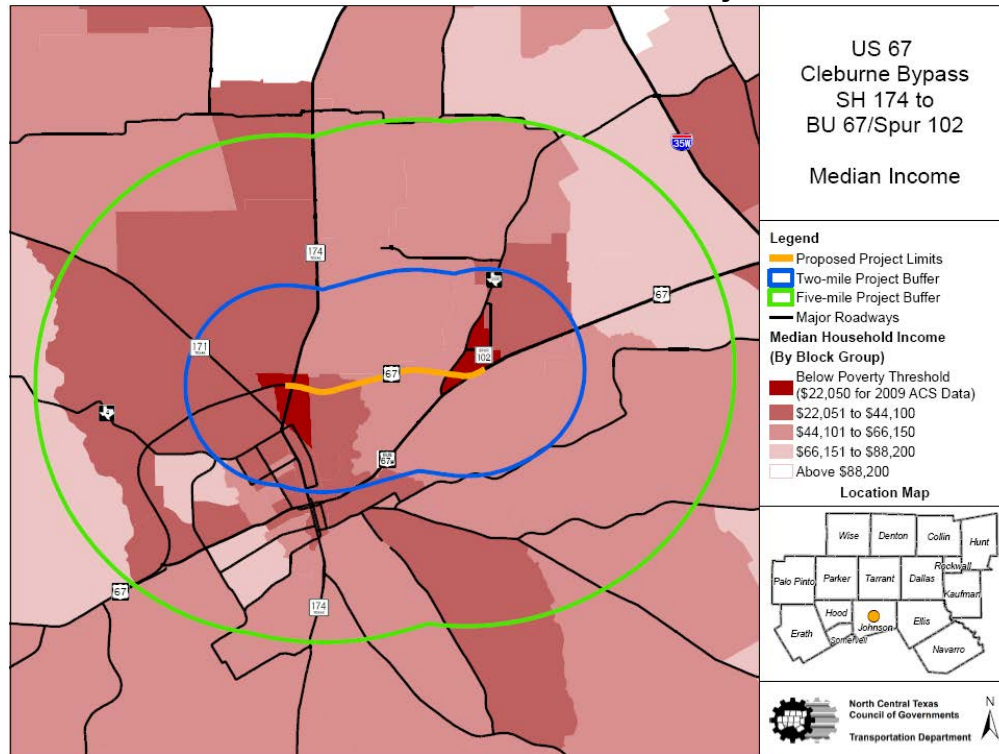 US 67
Cleburne Bypass
SH 174 to
BU 67/Spur 102
Median Income
Legend
Proposed Project Limits
Two-mile Project Buffer
Five-mile Project Buffer
Major Roadways
Median Household Income
(By Block Group)
Below Poverty Threshold
($22,050 for 2009 ACS Data)
$22,051 to $44,100
$44,101 to $66,150
$66,151 to $88,200
Above $88,200
Location Map
Wise
Denton
Collin
Hunt
Rockwall
Palo Pinto
Parker
Tarrant
Dallas
Kaufman
Hood
Johnson
Ellis
Erath
Somervell
Navarro
North Central Texas
Council of Governments
Transportation Department
N
35W
174
TEXAS
67
171
TEXAS
102
67
67
67
174
TEXAS